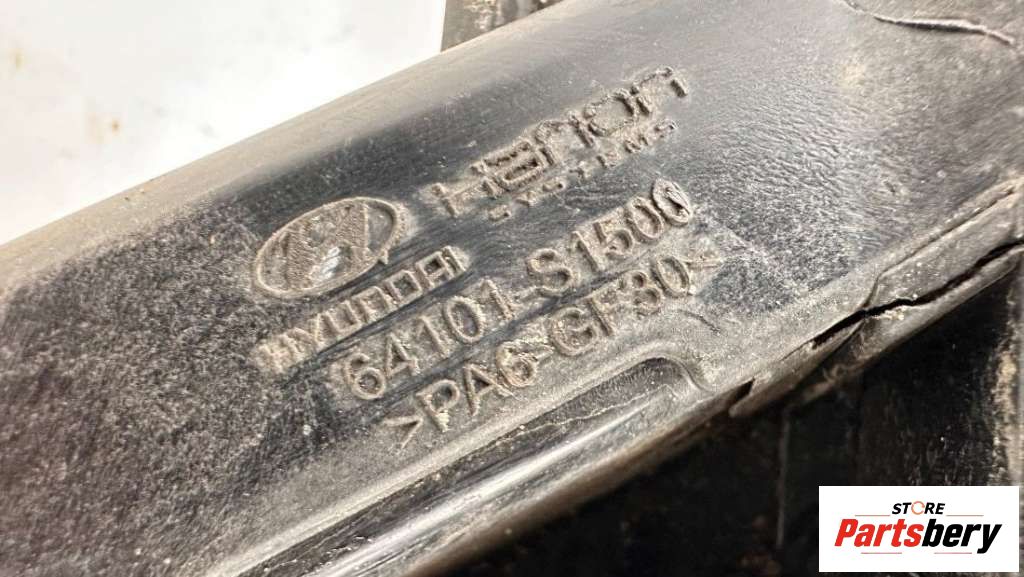 Hanon
SYSTEMS
HYUNDAI
64101-S1500
>PA6-GF30<
STORE
Partsbery